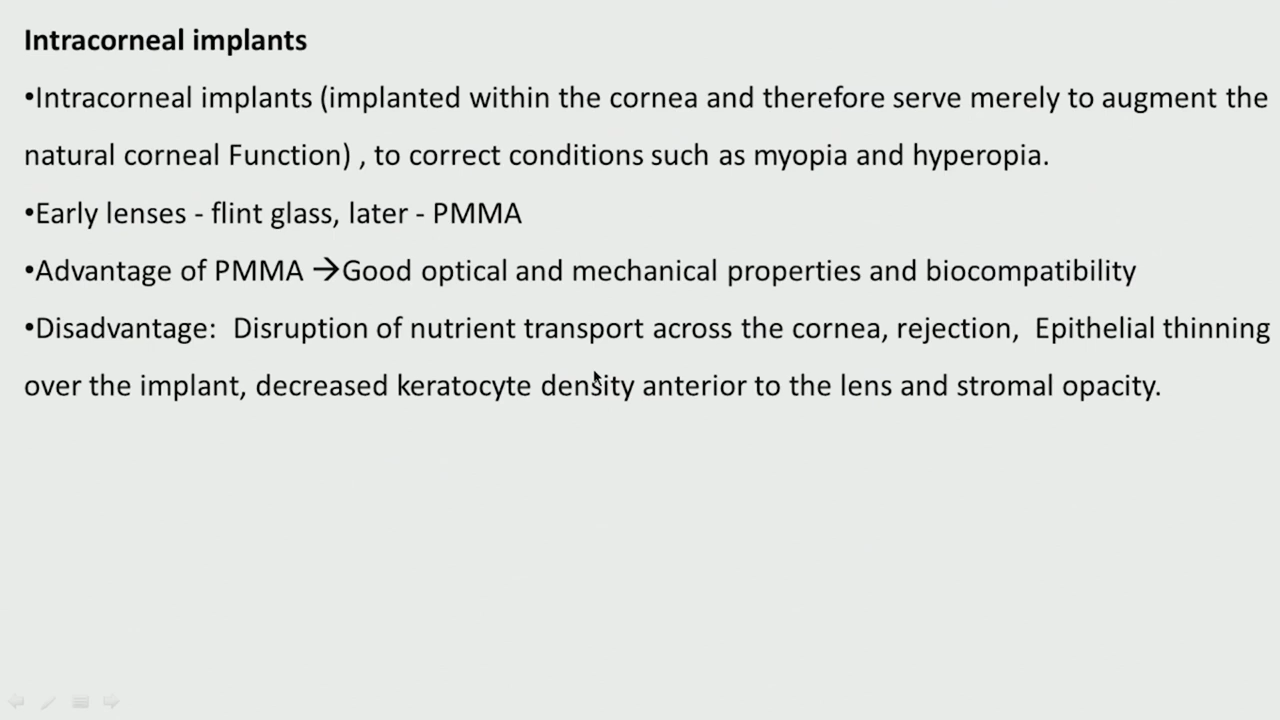 Intracorneal implants
•Intracorneal implants (implanted within the cornea and therefore serve merely to augment the
natural corneal Function) , to correct conditions such as myopia and hyperopia.
•Early lenses - flint glass, later - PMMA
•Advantage of PMMA →Good optical and mechanical properties and biocompatibility
•Disadvantage:  Disruption of nutrient transport across the cornea, rejection,  Epithelial thinning
over the implant, decreased keratocyte density anterior to the lens and stromal opacity.